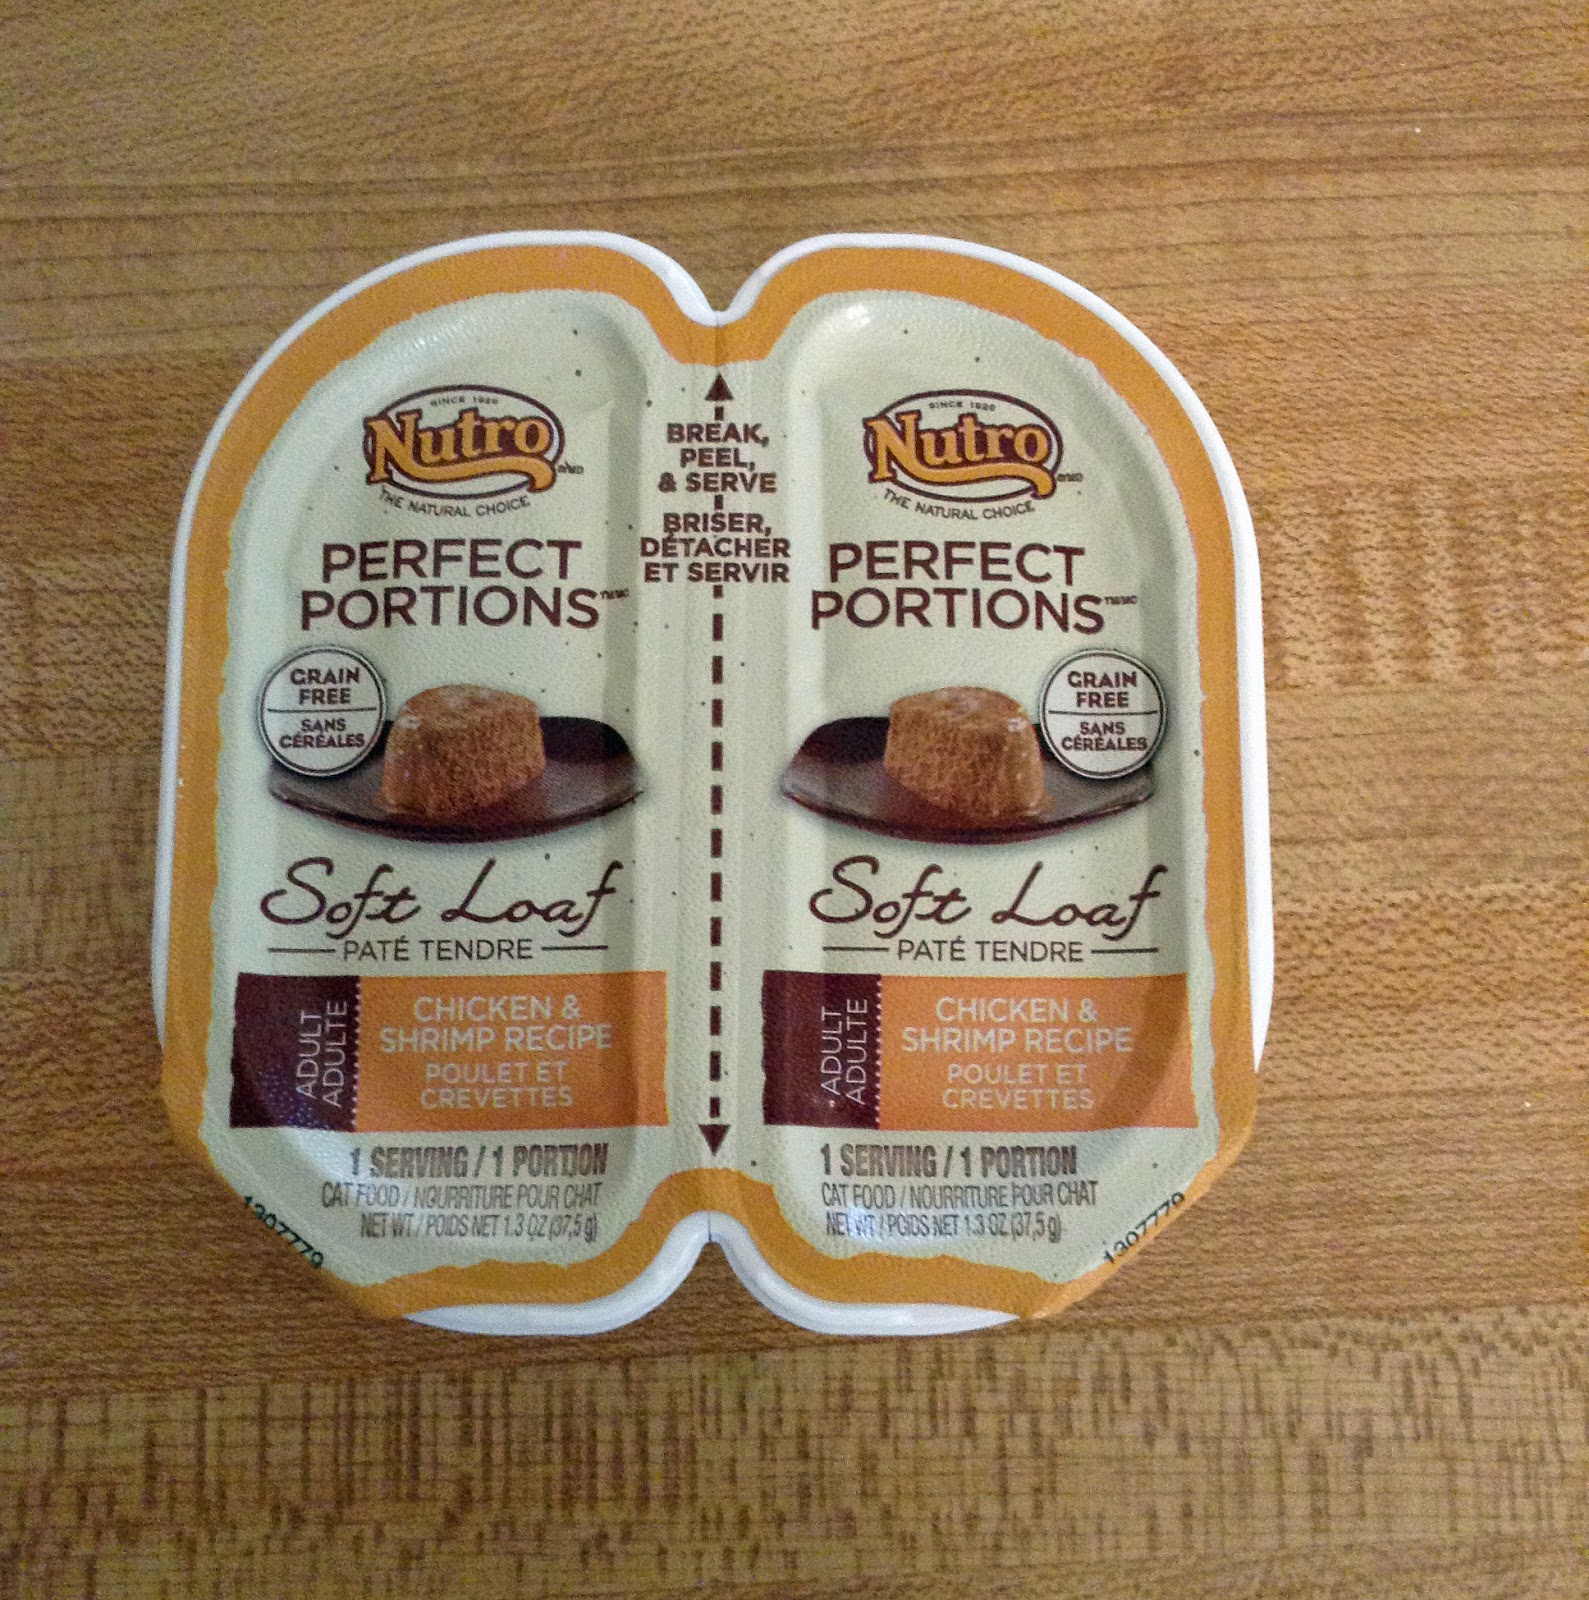 SINCE 1926
Nutro
THE NATURAL CHOICE
PERFECT
PORTIONS
GRAIN
FREE
SANS
CÉRÉALES
Soft Loaf
PATÉ TENDRE
ADULT
ADULTE
CHICKEN &
SHRIMP RECIPE
POULET ET
CREVETTES
1 SERVING / 1 PORTION
CAT FOOD / NOURRITURE POUR CHAT
NET WT / POIDS NET 1.3 OZ (37,5 g)
1307779
BREAK,
PEEL,
& SERVE
BRISER,
DÉTACHER
ET SERVIR
SINCE 1926
Nutro
THE NATURAL CHOICE
PERFECT
PORTIONS
GRAIN
FREE
SANS
CÉRÉALES
Soft Loaf
PATÉ TENDRE
ADULT
ADULTE
CHICKEN &
SHRIMP RECIPE
POULET ET
CREVETTES
1 SERVING / 1 PORTION
CAT FOOD / NOURRITURE POUR CHAT
NET WT / POIDS NET 1.3 OZ (37,5 g)
1307779